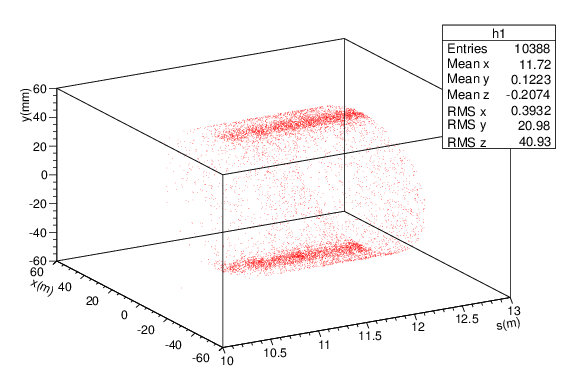 h1
Entries 10388
Mean x 11.72
Mean y 0.1223
Mean z -0.2074
RMS x 0.3932
RMS y 20.98
RMS z 40.93
y(mm)
60
40
20
0
-20
-40
-60
x(m)
60
40
20
0
-20
-40
-60
10
10.5
11
11.5
12
12.5
13
s(m)